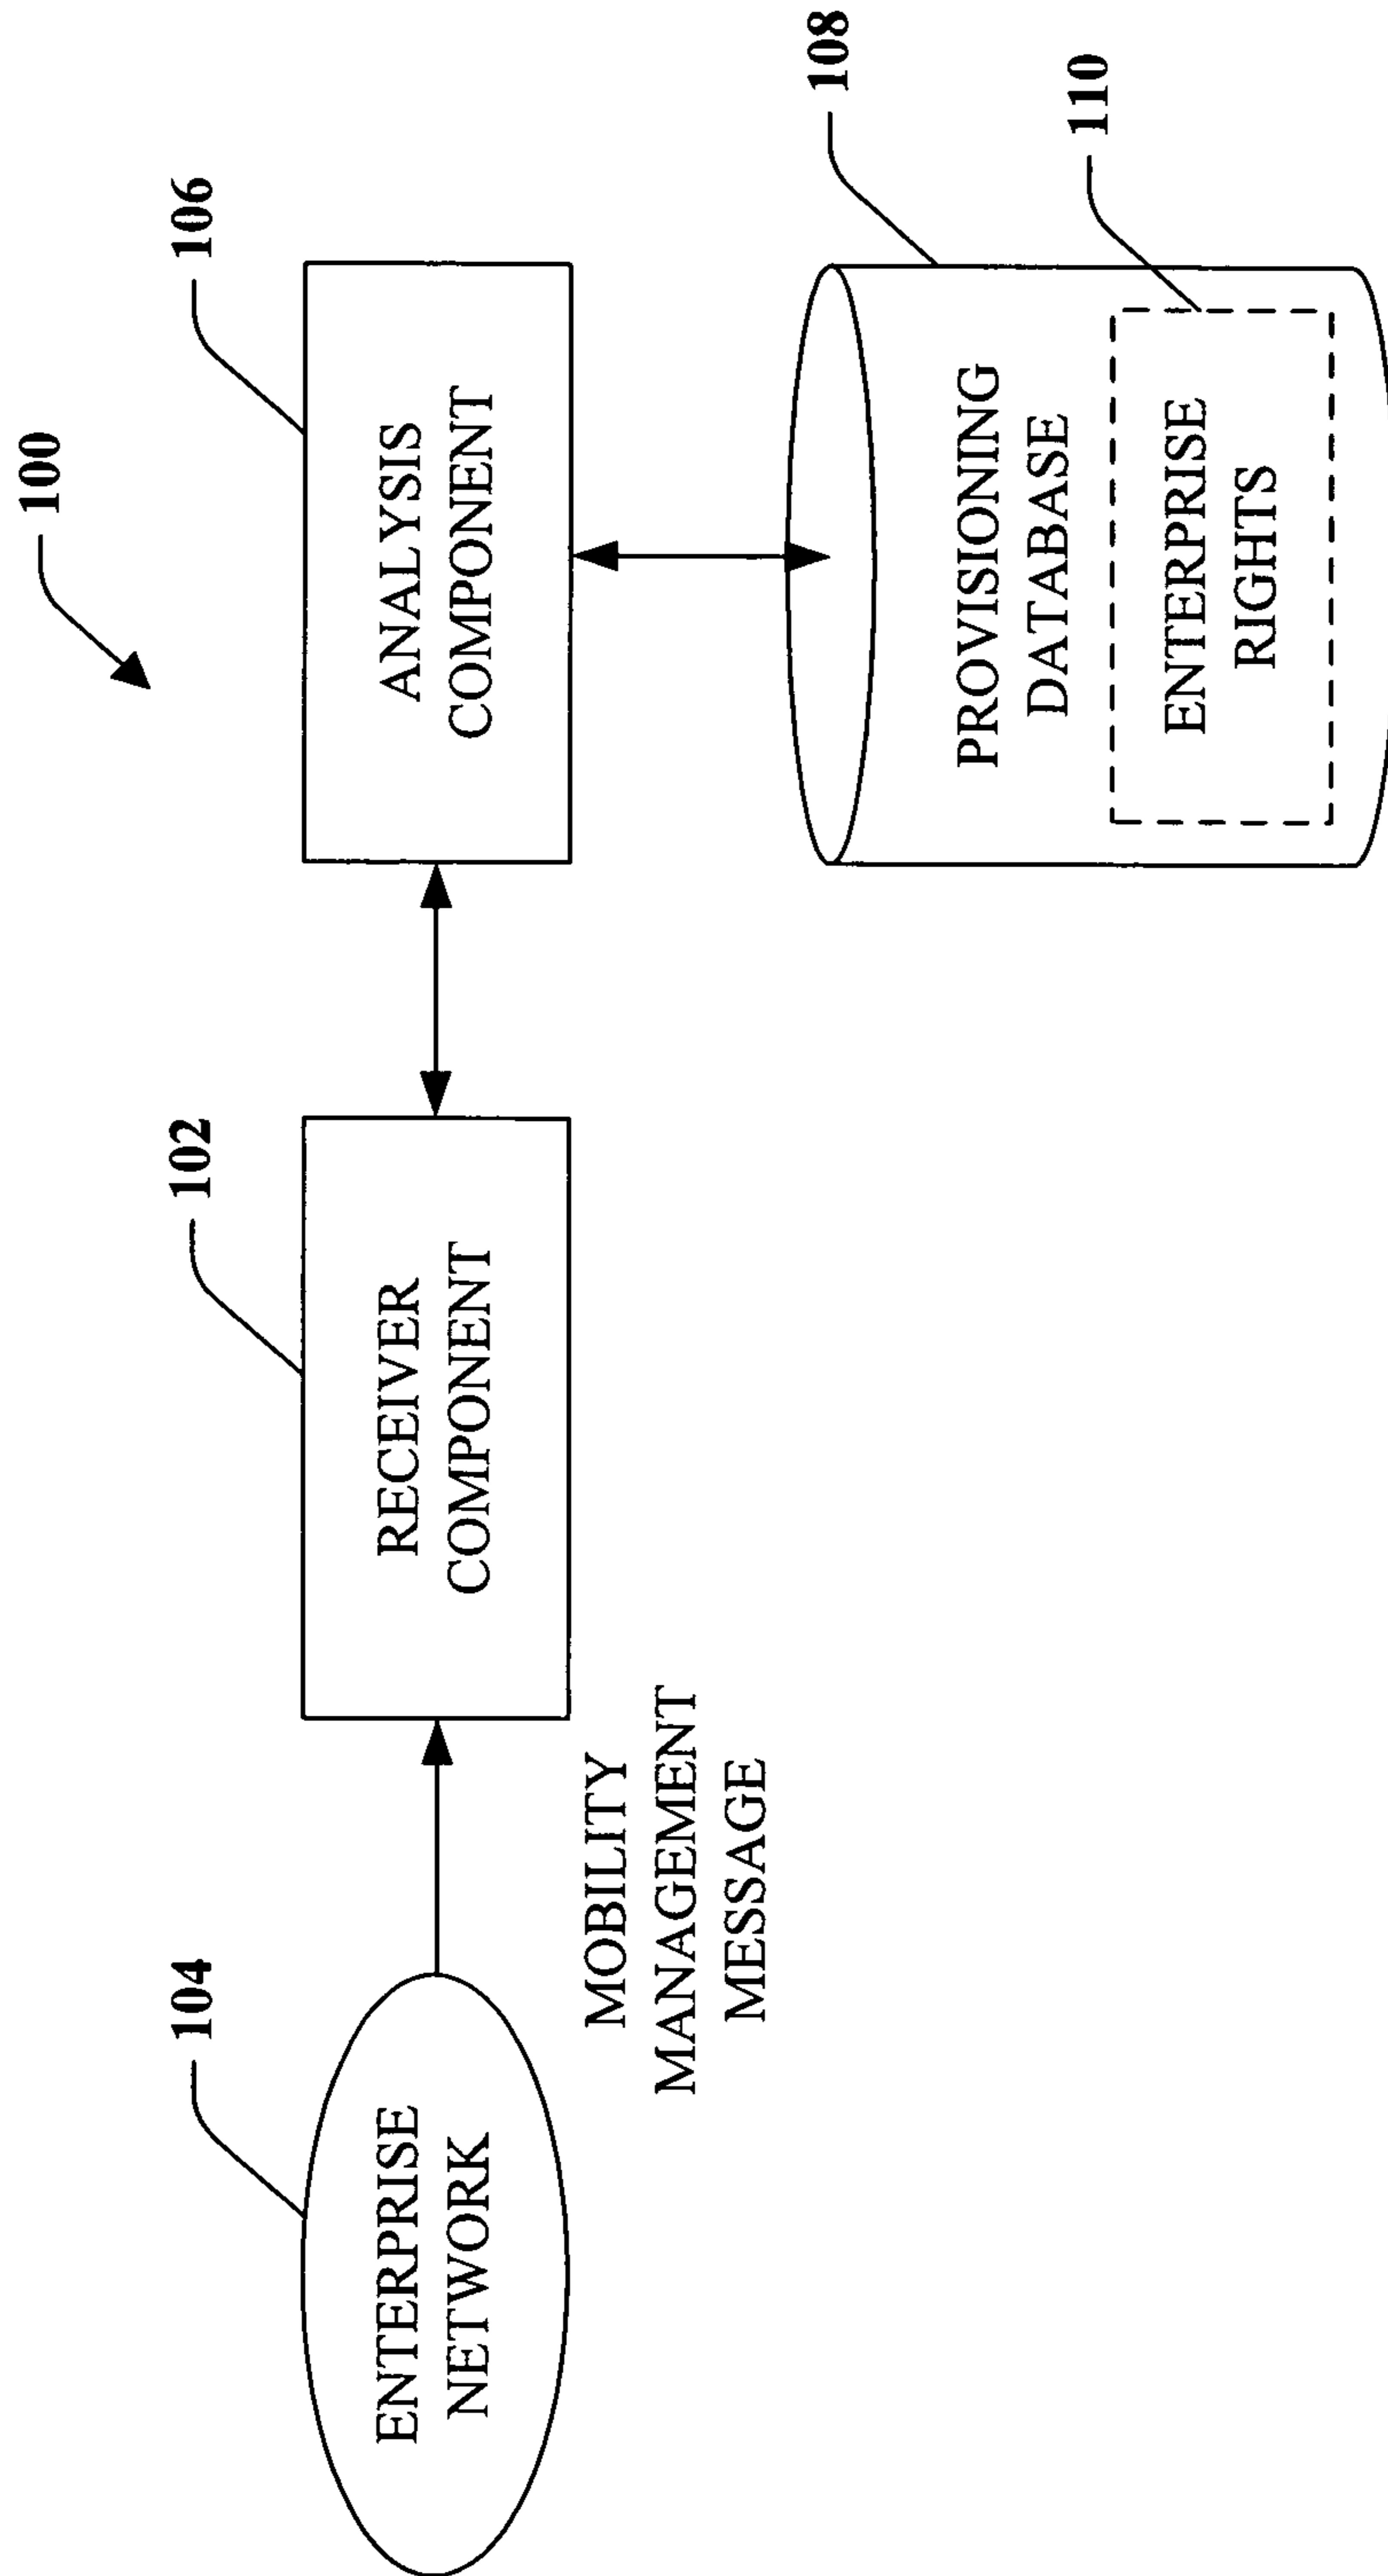 100
104
ENTERPRISE
NETWORK
MOBILITY
MANAGEMENT
MESSAGE
102
RECEIVER
COMPONENT
106
ANALYSIS
COMPONENT
108
PROVISIONING
DATABASE
110
ENTERPRISE
RIGHTS